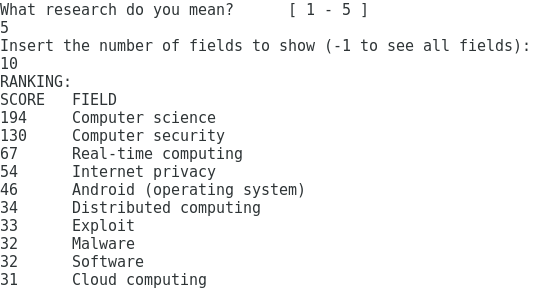 What research do you mean?      [ 1 - 5 ]
5
Insert the number of fields to show (-1 to see all fields):
10
RANKING:
SCORE   FIELD
194     Computer science
130     Computer security
67      Real-time computing
54      Internet privacy
46      Android (operating system)
34      Distributed computing
33      Exploit
32      Malware
32      Software
31      Cloud computing